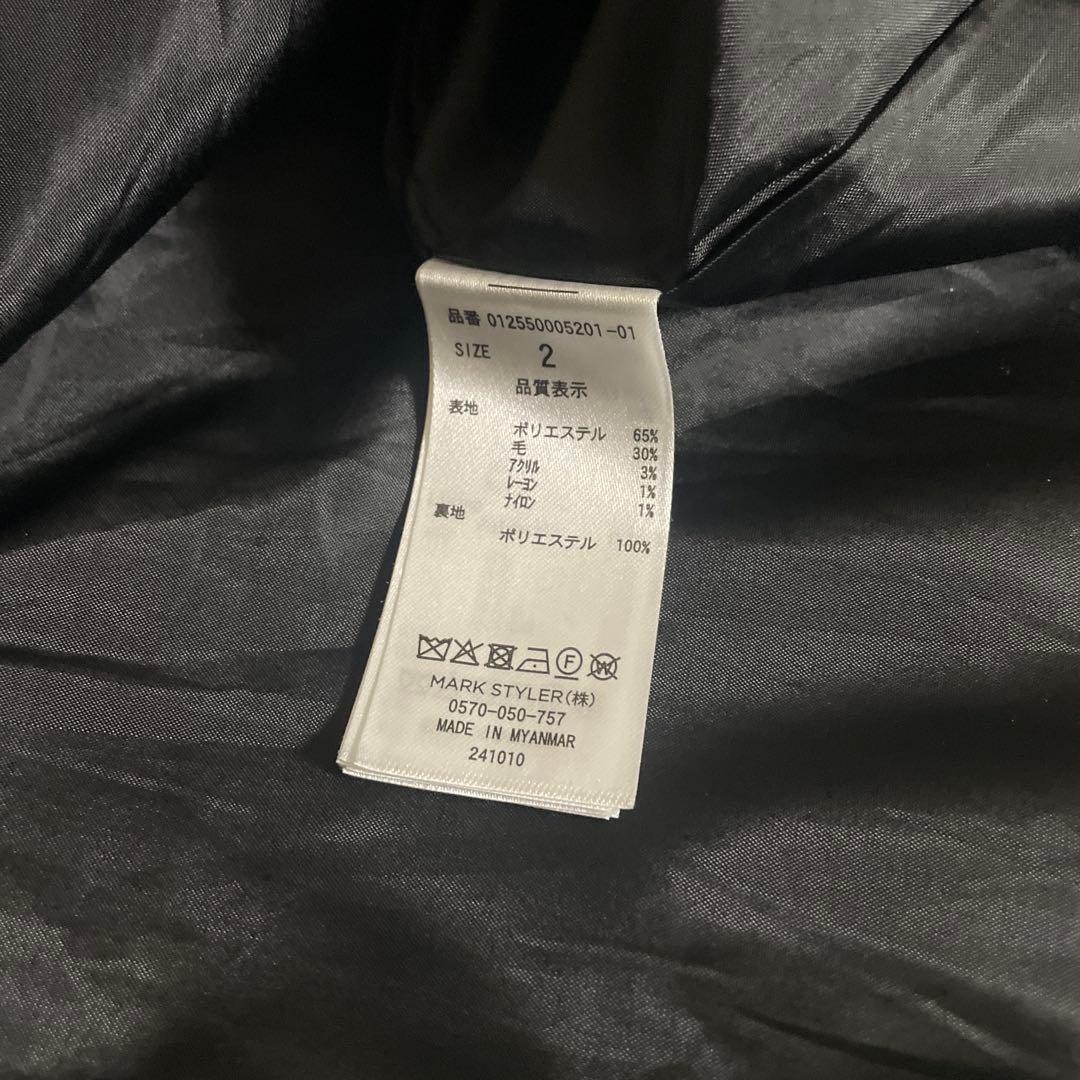 品番 012550005201-01
SIZE 2
品質表示
表地
ポリエステル 65%
毛 30%
アクリル 3%
レーヨン 1%
ナイロン 1%
裏地
ポリエステル 100%
F W
MARK STYLER(株)
0570-050-757
MADE IN MYANMAR
241010